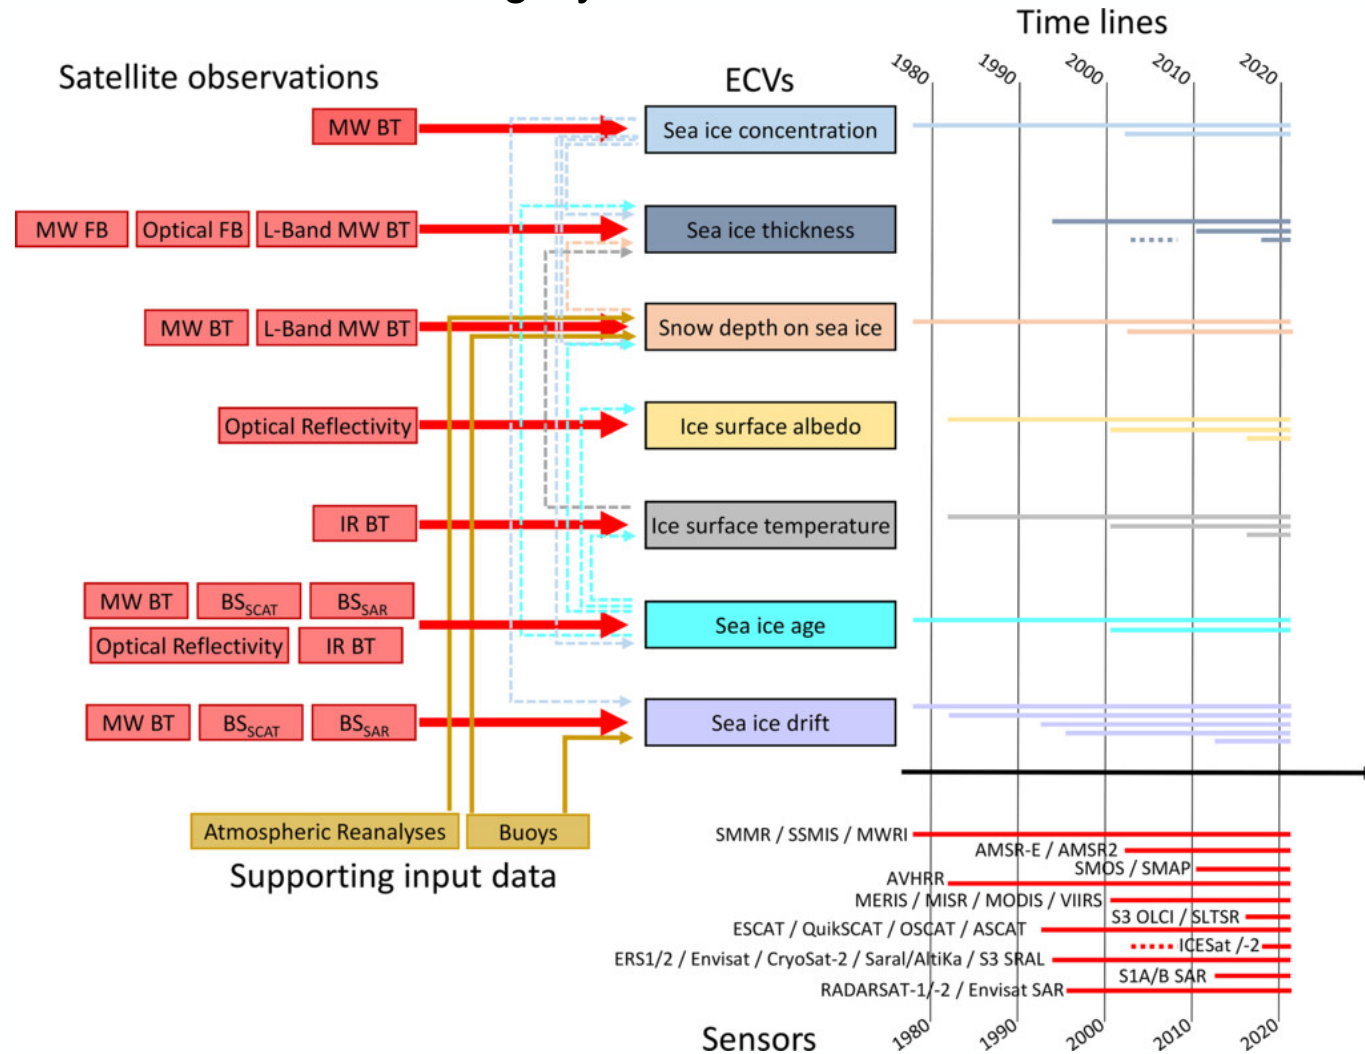 Time lines
Satellite observations
ECVs
1980 1990 2000 2010 2020
MW BT
Sea ice concentration
MW FB Optical FB L-Band MW BT
Sea ice thickness
MW BT L-Band MW BT
Snow depth on sea ice
Optical Reflectivity
Ice surface albedo
IR BT
Ice surface temperature
MW BT BSSCAT BSSAR
Optical Reflectivity IR BT
Sea ice age
MW BT BSSCAT BSSAR
Sea ice drift
Atmospheric Reanalyses Buoys
Supporting input data
SMMR / SSMIS / MWRI
AMSR-E / AMSR2
SMOS / SMAP
AVHRR
MERIS / MISR / MODIS / VIIRS
S3 OLCI / SLTSR
ESCAT / QuikSCAT / OSCAT / ASCAT
ICESat /-2
ERS1/2 / Envisat / CryoSat-2 / Saral/AltiKa / S3 SRAL
S1A/B SAR
RADARSAT-1/-2 / Envisat SAR
Sensors
1980 1990 2000 2010 2020